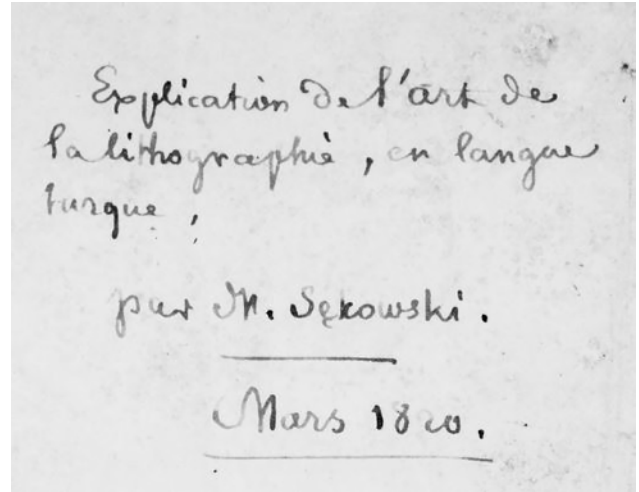 Explication de l'art de
la lithographie, en langue
turque,
par M. Sękowski.
Mars 1820.